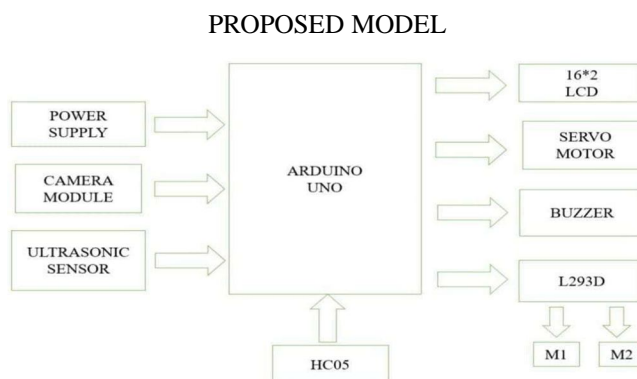 PROPOSED MODEL
POWER
SUPPLY
CAMERA
MODULE
ULTRASONIC
SENSOR
ARDUINO
UNO
HC05
16*2
LCD
SERVO
MOTOR
BUZZER
L293D
M1
M2